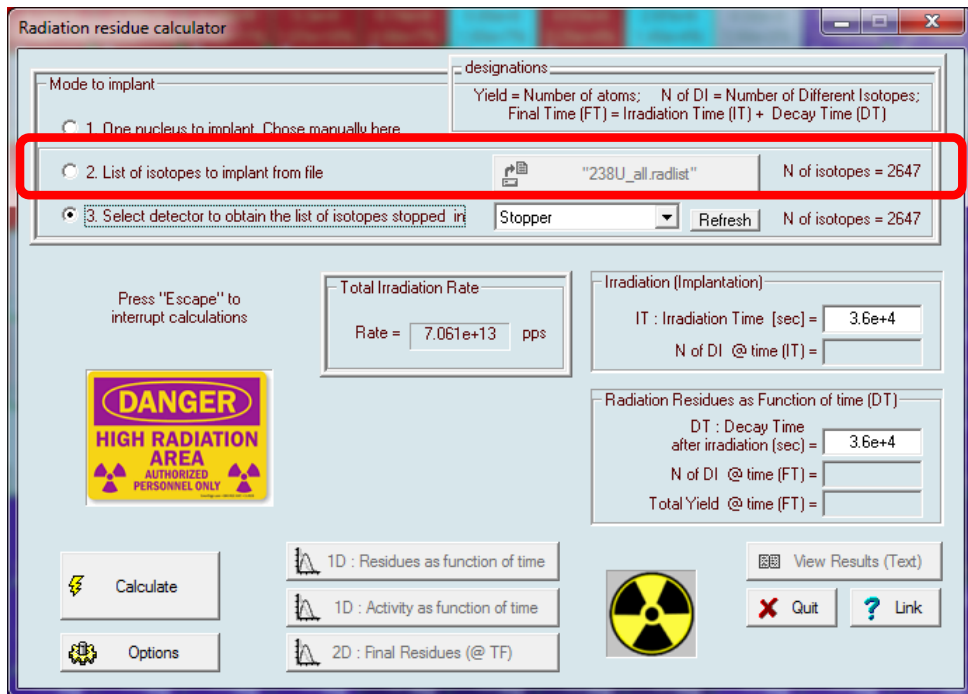 Radiation residue calculator
designations
Mode to implant
Yield = Number of atoms; N of DI = Number of Different Isotopes;
Final Time (FT) = Irradiation Time (IT) + Decay Time (DT)
1. One nucleus to implant. Chose manually here
2. List of isotopes to implant from file
"238U_all.radlist"
N of isotopes = 2647
3. Select detector to obtain the list of isotopes stopped in
Stopper
Refresh
N of isotopes = 2647
Press "Escape" to
interrupt calculations
Total Irradiation Rate
Rate = 7.061e+13 pps
Irradiation (Implantation)
IT : Irradiation Time [sec] = 3.6e+4
N of DI @ time (IT) =
DANGER
HIGH RADIATION
AREA
AUTHORIZED
PERSONNEL ONLY
Radiation Residues as Function of time (DT)
DT : Decay Time
after irradiation (sec) = 3.6e+4
N of DI @ time (FT) =
Total Yield @ time (FT) =
Calculate
Options
1D : Residues as function of time
1D : Activity as function of time
2D : Final Residues (@ TF)
View Results (Text)
Quit
? Link